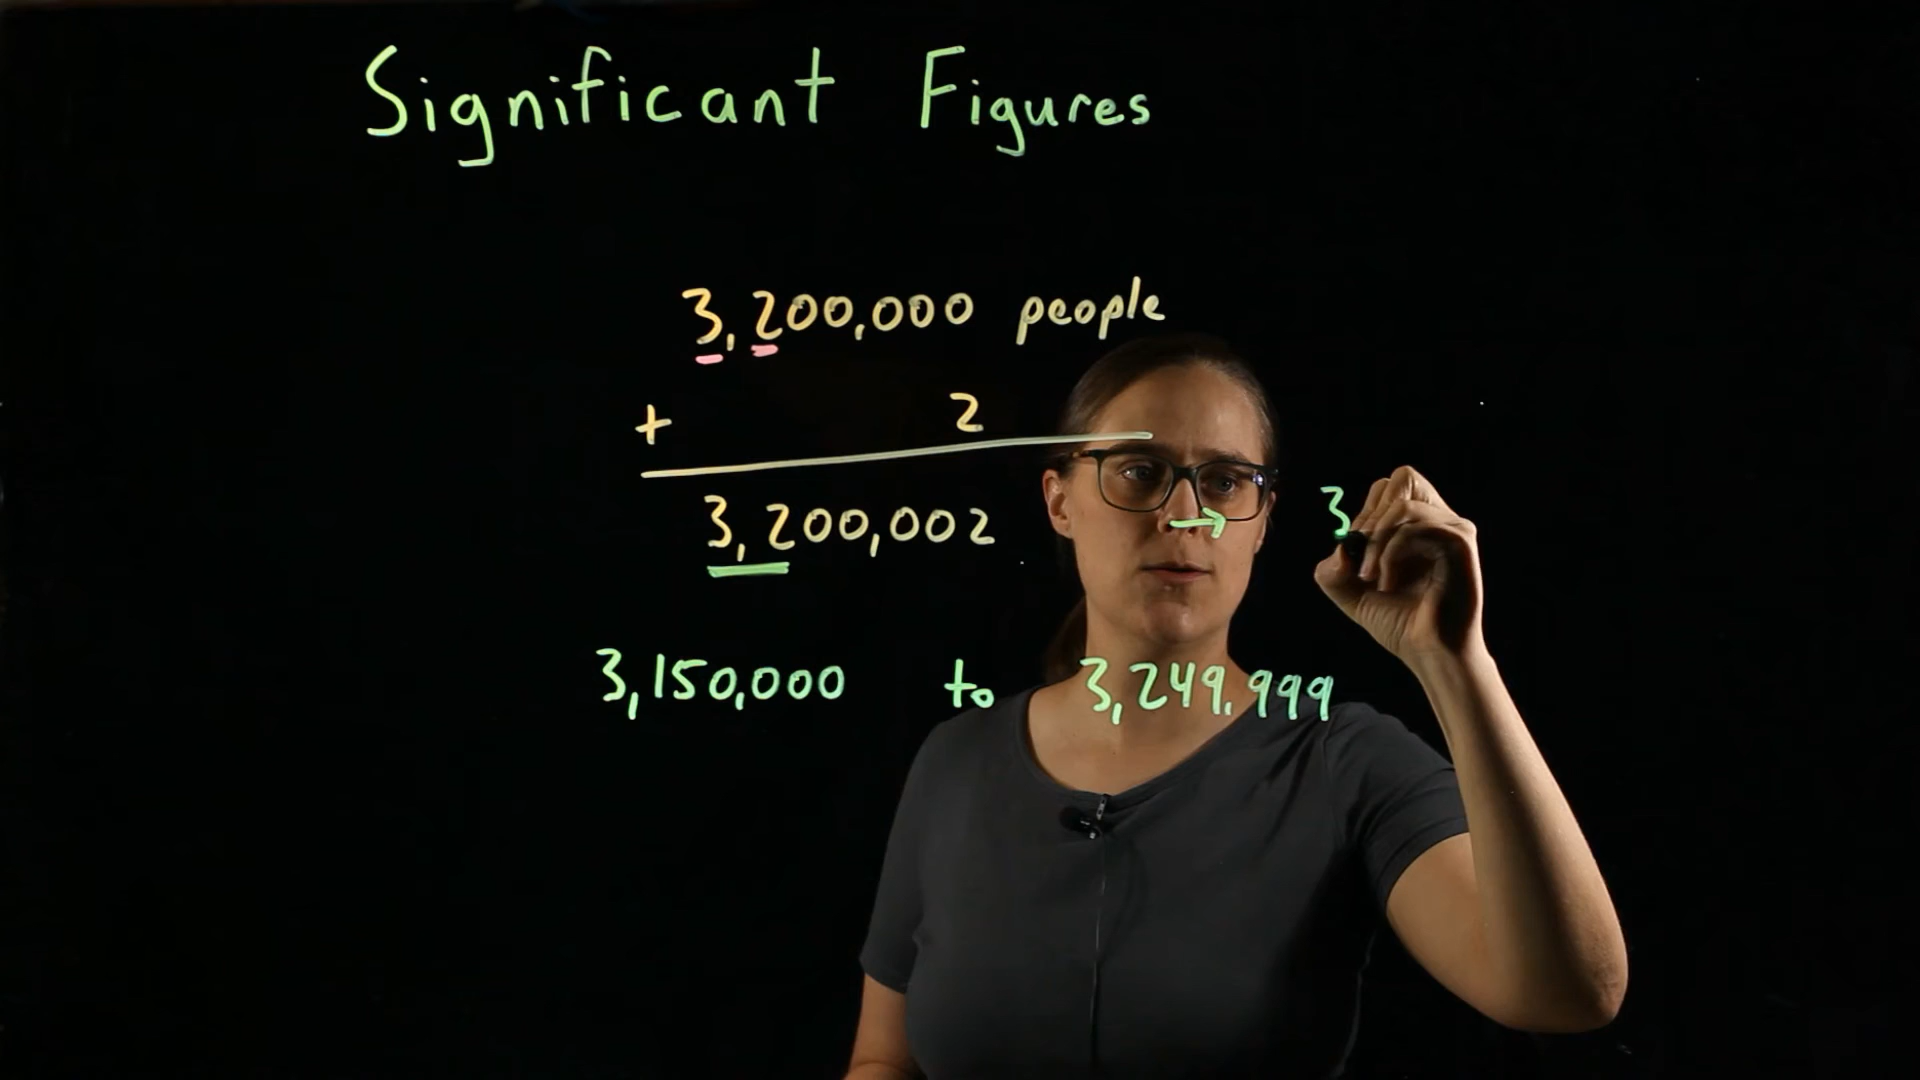 Significant Figures
3,200,000 people
+ 2
3,200,002 → 3
3,150,000 to 3,249.999